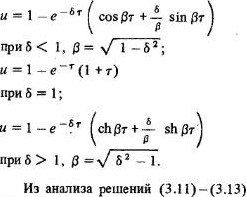 u = 1 − e^{−δτ} ( cos βτ + δ/β sin βτ )
при δ < 1, β = √(1 − δ²);
u = 1 − e^{−τ} (1 + τ)
при δ = 1;
u = 1 − e^{−δτ} ( ch βτ + δ/β sh βτ )
при δ > 1, β = √(δ² − 1).
Из анализа решений (3.11)–(3.13)